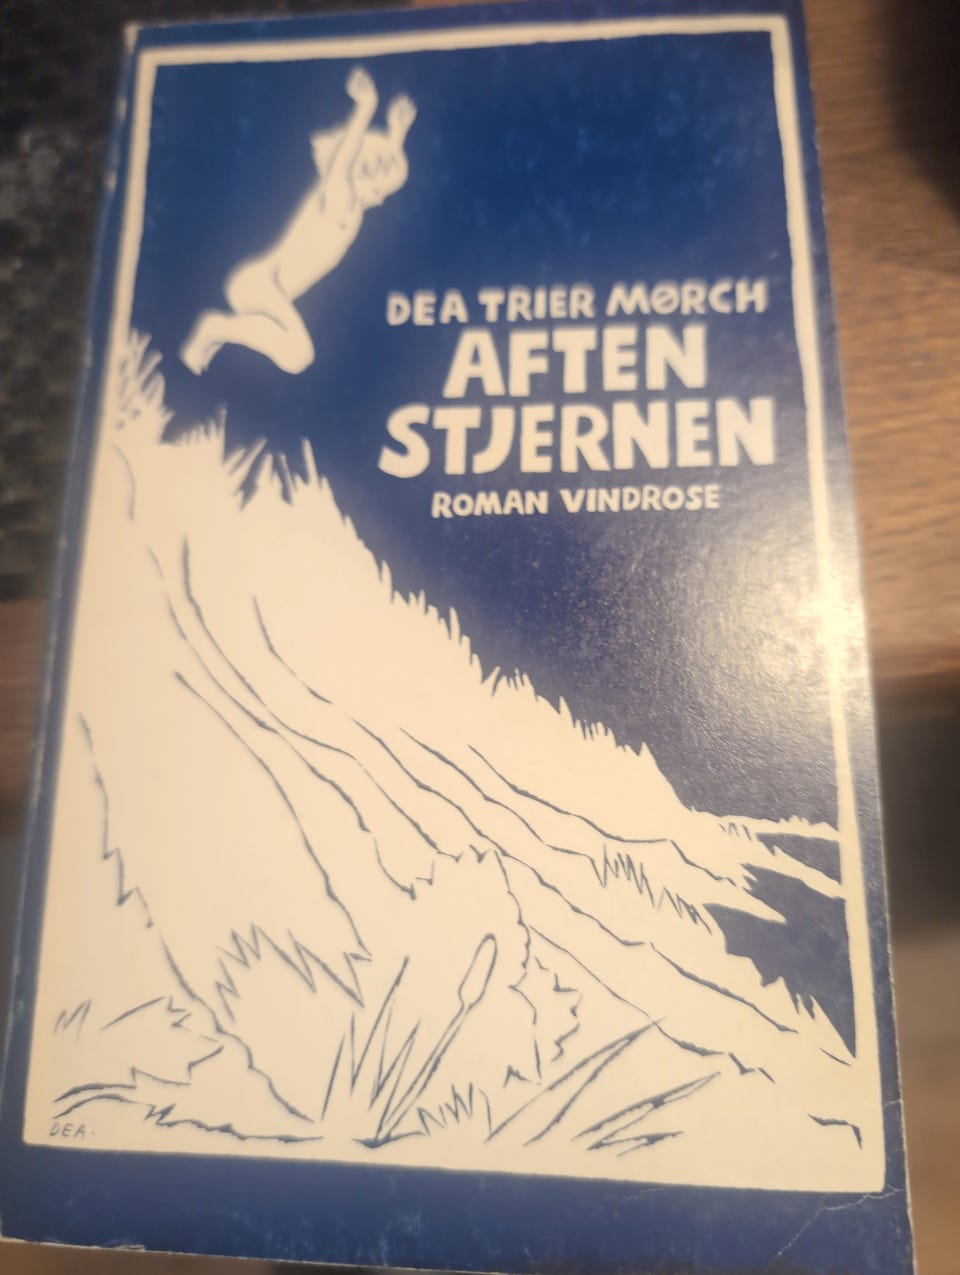 DEA TRIER MØRCH
AFTEN
STJERNEN
ROMAN VINDROSE
DEA.